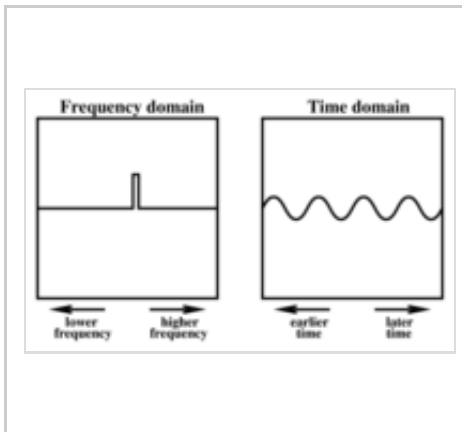 Frequency domain
Time domain
lower
frequency
higher
frequency
earlier
time
later
time